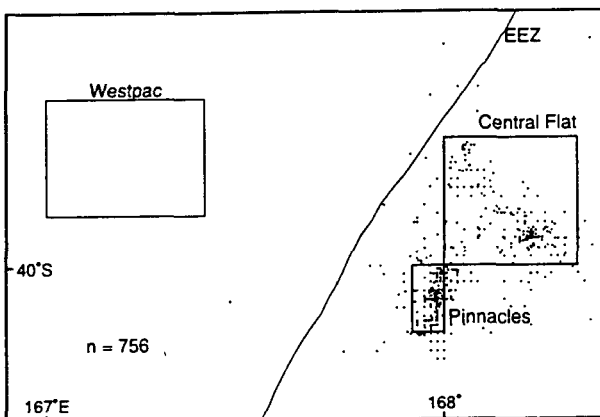 EEZ
Westpac
Central Flat
40°S
Pinnacles
n = 756
167°E
168°